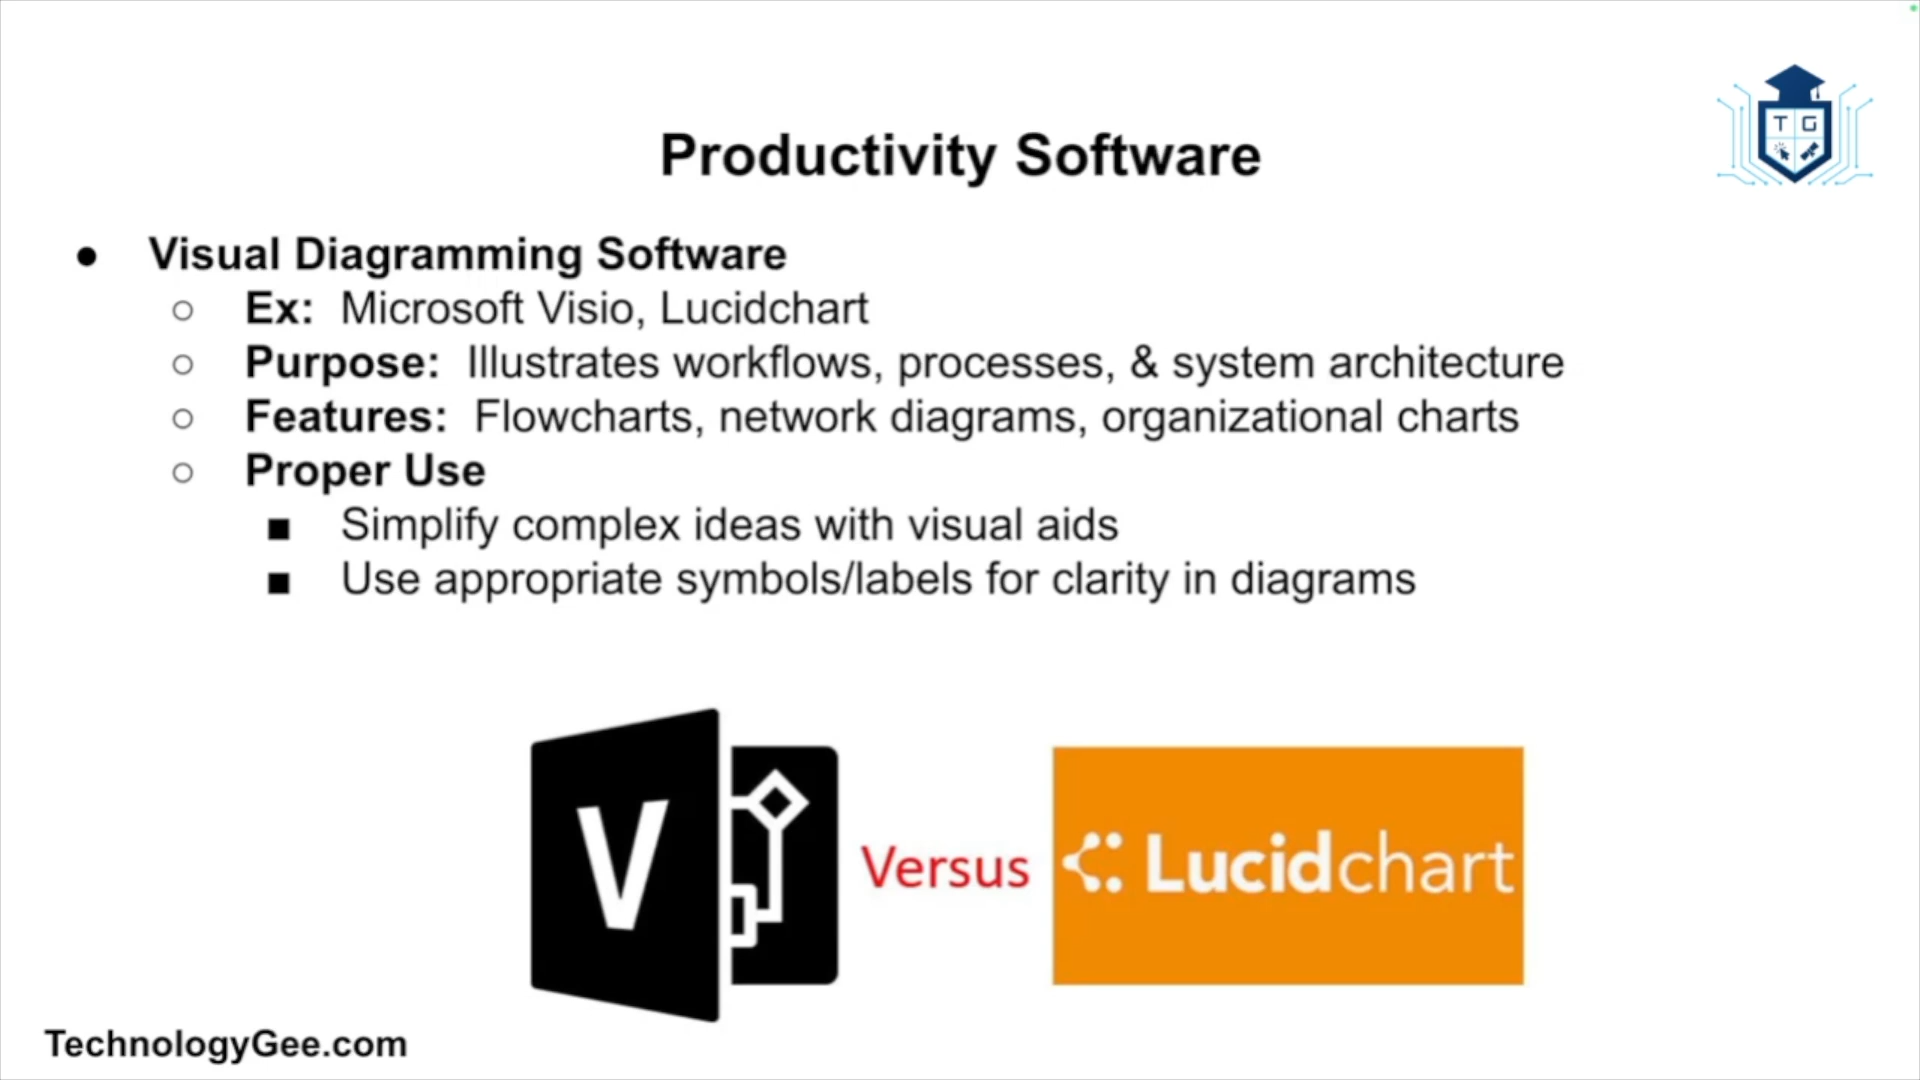 T G
Productivity Software
● Visual Diagramming Software
○ Ex: Microsoft Visio, Lucidchart
○ Purpose: Illustrates workflows, processes, & system architecture
○ Features: Flowcharts, network diagrams, organizational charts
○ Proper Use
■ Simplify complex ideas with visual aids
■ Use appropriate symbols/labels for clarity in diagrams
V
Versus
Lucidchart
TechnologyGee.com